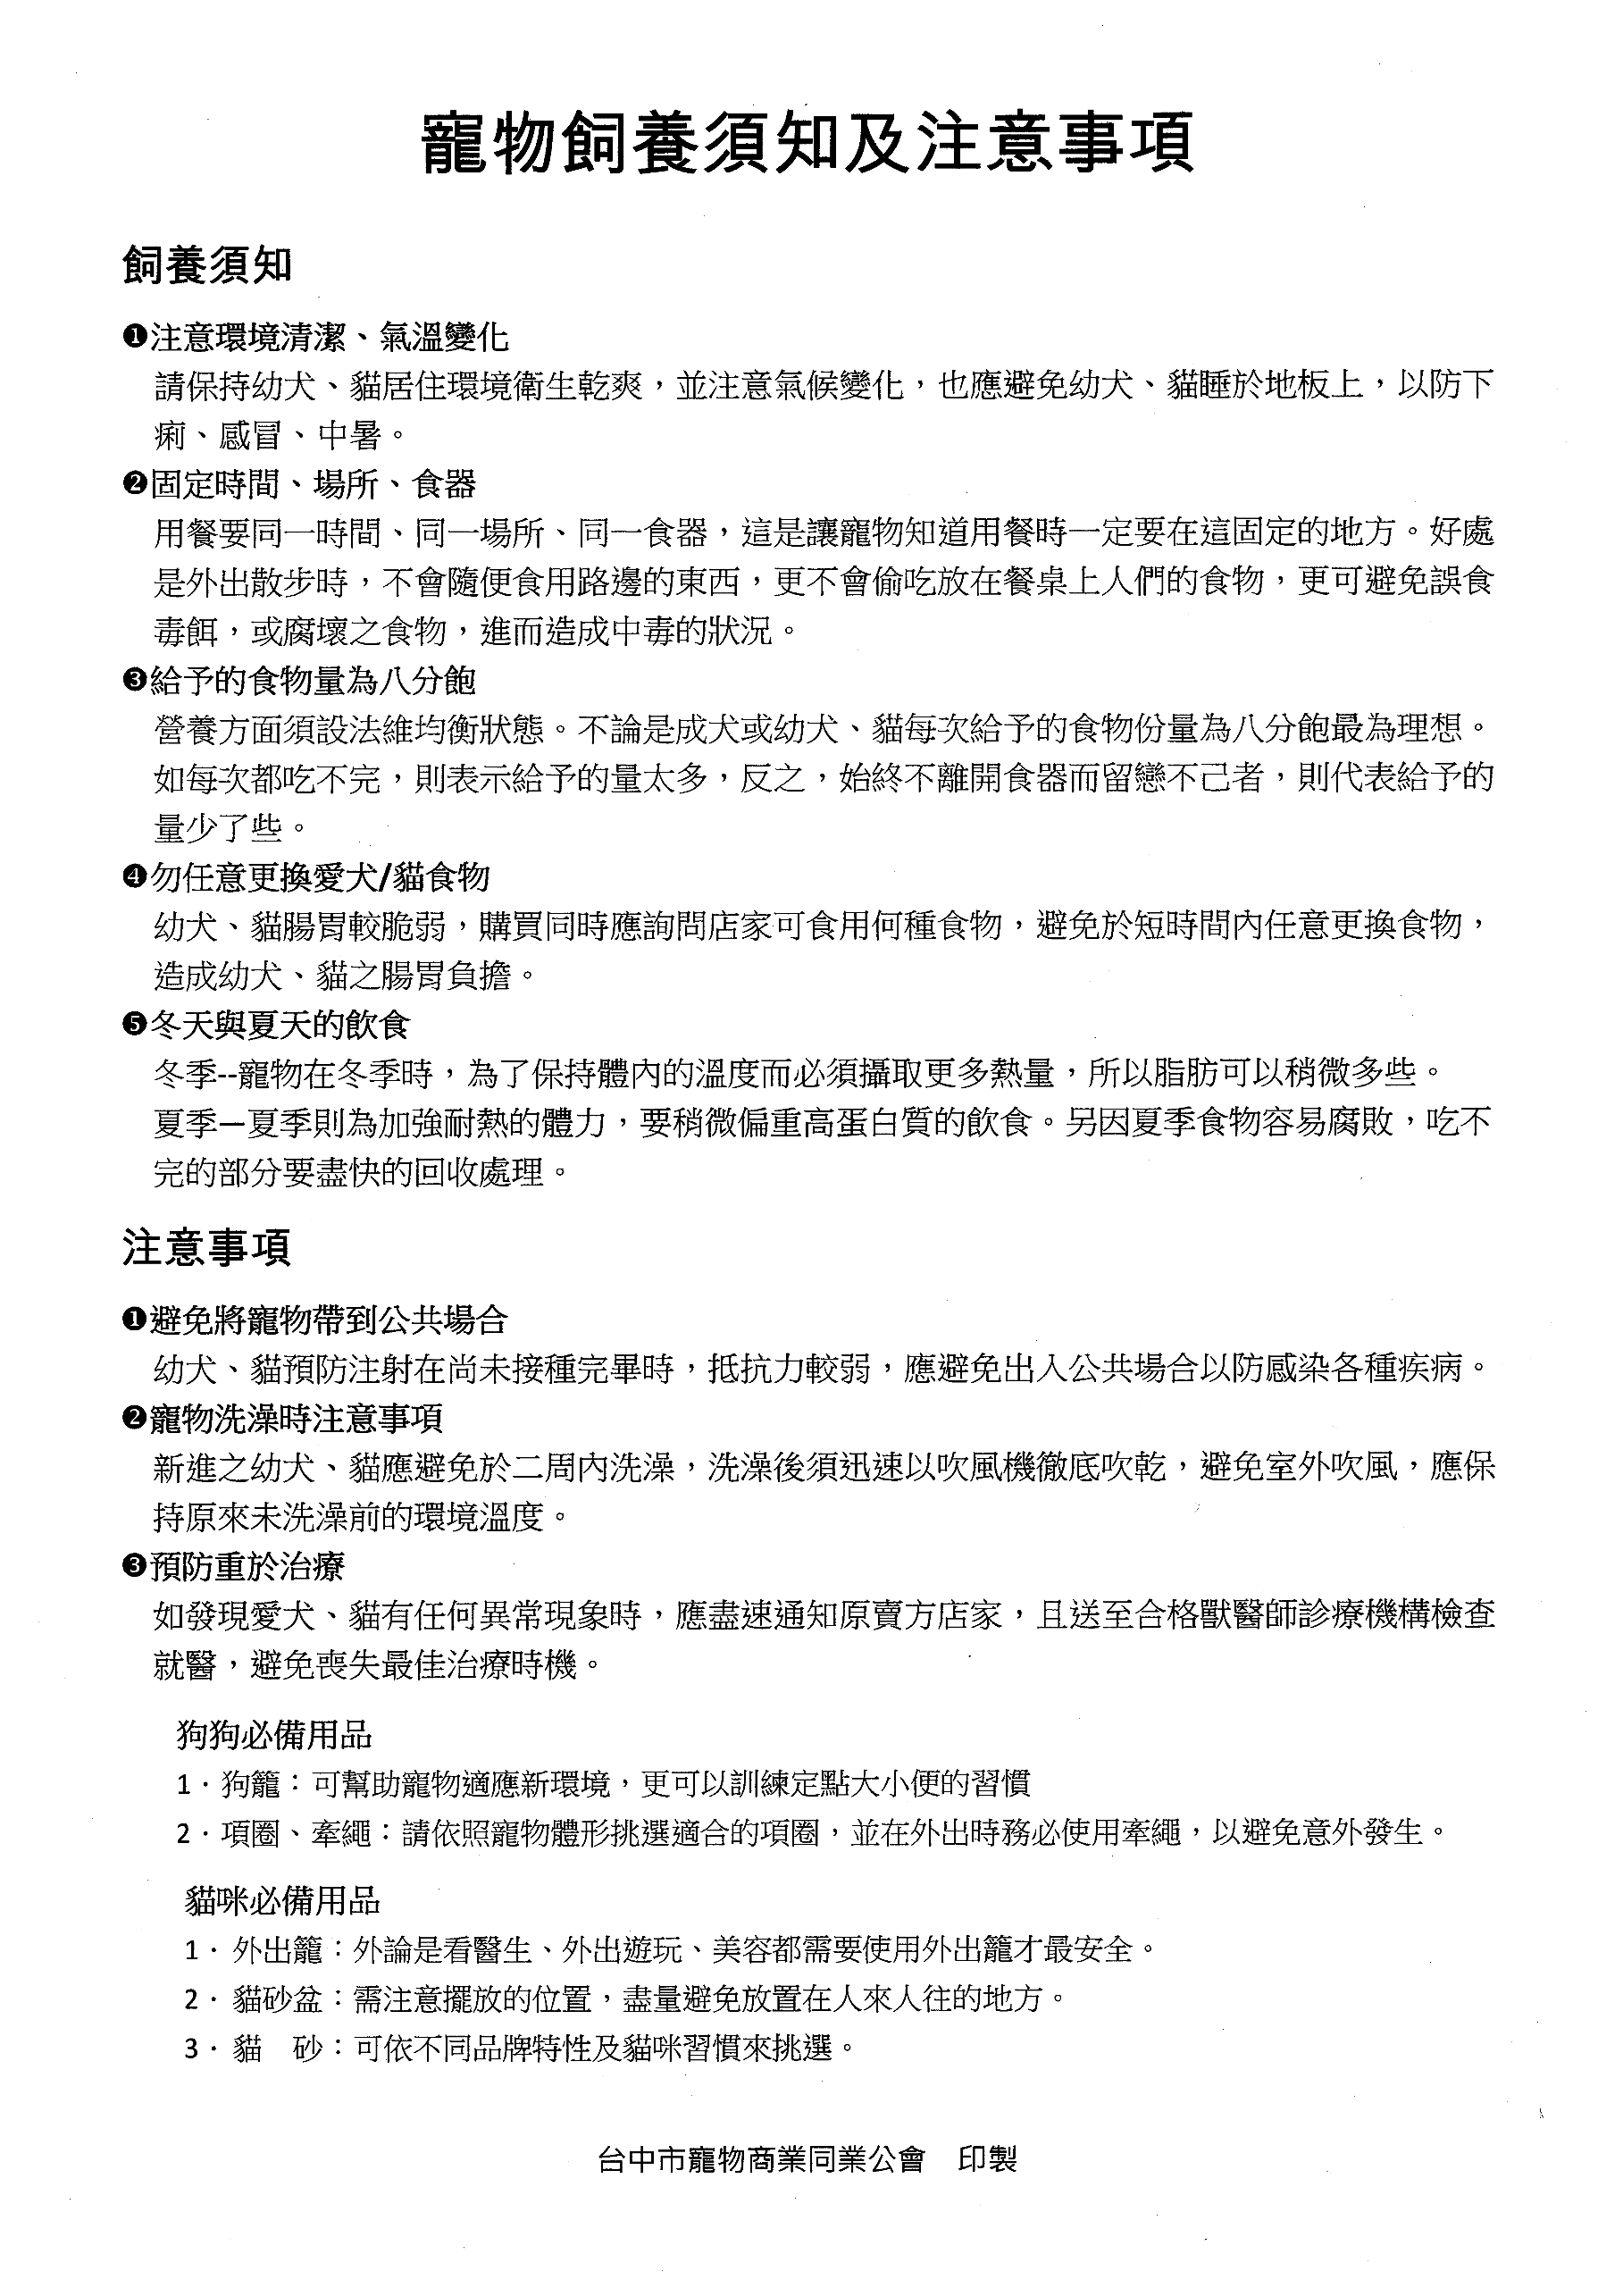 寵物飼養須知及注意事項
飼養須知
❶注意環境清潔、氣溫變化
請保持幼犬、貓居住環境衛生乾爽，並注意氣候變化，也應避免幼犬、貓睡於地板上，以防下
痢、感冒、中暑。
❷固定時間、場所、食器
用餐要同一時間、同一場所、同一食器，這是讓寵物知道用餐時一定要在這固定的地方。好處
是外出散步時，不會隨便食用路邊的東西，更不會偷吃放在餐桌上人們的食物，更可避免誤食
毒餌，或腐壞之食物，進而造成中毒的狀況。
❸給予的食物量為八分飽
營養方面須設法維均衡狀態。不論是成犬或幼犬、貓每次給予的食物份量為八分飽最為理想。
如每次都吃不完，則表示給予的量太多，反之，始終不離開食器而留戀不己者，則代表給予的
量少了些。
❹勿任意更換愛犬/貓食物
幼犬、貓腸胃較脆弱，購買同時應詢問店家可食用何種食物，避免於短時間內任意更換食物，
造成幼犬、貓之腸胃負擔。
❺冬天與夏天的飲食
冬季--寵物在冬季時，為了保持體內的溫度而必須攝取更多熱量，所以脂肪可以稍微多些。
夏季—夏季則為加強耐熱的體力，要稍微偏重高蛋白質的飲食。另因夏季食物容易腐敗，吃不
完的部分要盡快的回收處理。
注意事項
❶避免將寵物帶到公共場合
幼犬、貓預防注射在尚未接種完畢時，抵抗力較弱，應避免出入公共場合以防感染各種疾病。
❷寵物洗澡時注意事項
新進之幼犬、貓應避免於二周內洗澡，洗澡後須迅速以吹風機徹底吹乾，避免室外吹風，應保
持原來未洗澡前的環境溫度。
❸預防重於治療
如發現愛犬、貓有任何異常現象時，應盡速通知原賣方店家，且送至合格獸醫師診療機構檢查
就醫，避免喪失最佳治療時機。
狗狗必備用品
1．狗籠：可幫助寵物適應新環境，更可以訓練定點大小便的習慣
2．項圈、牽繩：請依照寵物體形挑選適合的項圈，並在外出時務必使用牽繩，以避免意外發生。
貓咪必備用品
1．外出籠：外論是看醫生、外出遊玩、美容都需要使用外出籠才最安全。
2．貓砂盆：需注意擺放的位置，盡量避免放置在人來人往的地方。
3．貓　砂：可依不同品牌特性及貓咪習慣來挑選。
台中市寵物商業同業公會　印製